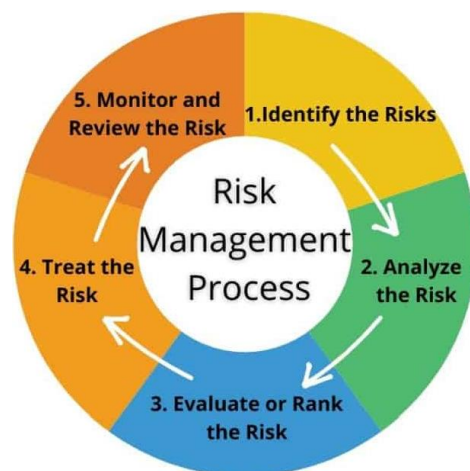 Risk
Management
Process
1.Identify the Risks
2. Analyze
the Risk
3. Evaluate or Rank
the Risk
4. Treat the
Risk
5. Monitor and
Review the Risk